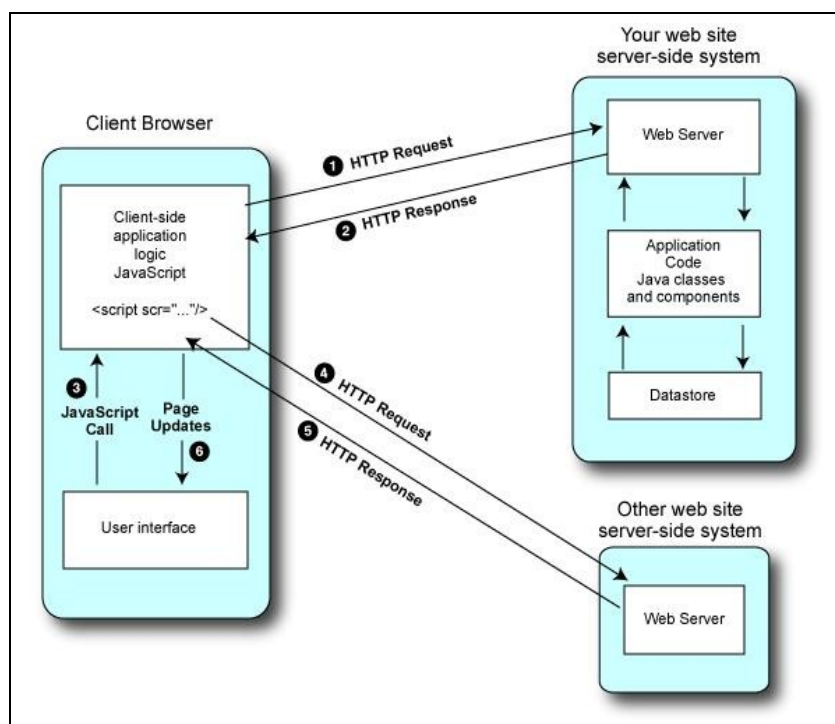 Your web site
server-side system
Client Browser
Web Server
1 HTTP Request
2 HTTP Response
Client-side
application
logic
JavaScript
<script scr="..."/>
Application
Code
Java classes
and components
3
JavaScript
Call
Page
Updates
6
4 HTTP Request
5 HTTP Response
Datastore
User interface
Other web site
server-side system
Web Server